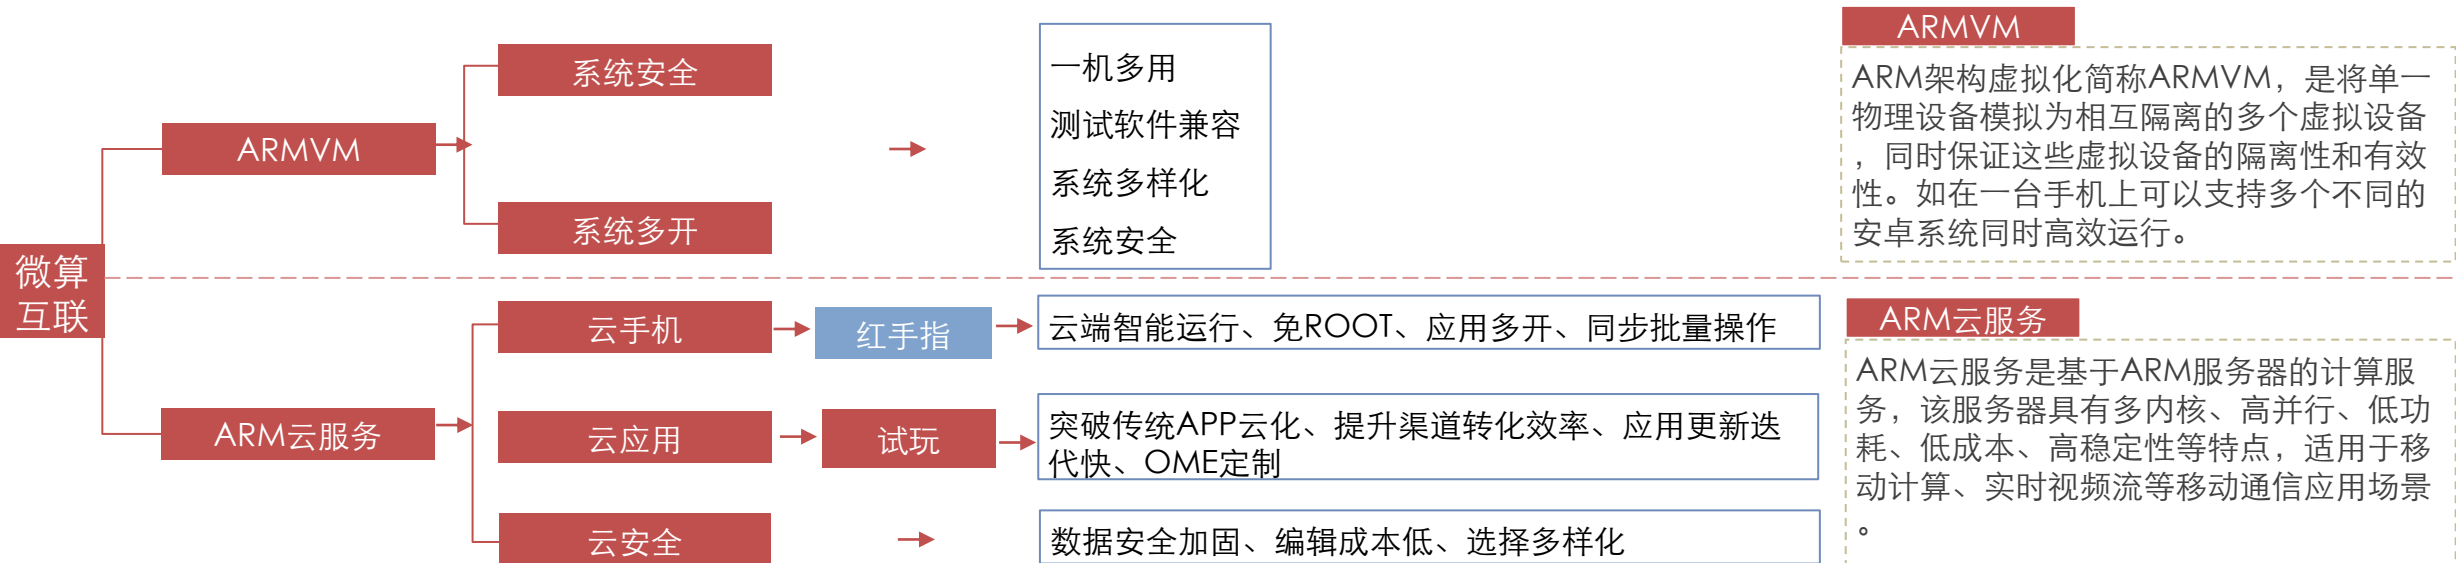 微算
互联
ARMVM
系统安全
系统多开
一机多用
测试软件兼容
系统多样化
系统安全
ARMVM
ARM架构虚拟化简称ARMVM，是将单一
物理设备模拟为相互隔离的多个虚拟设备
，同时保证这些虚拟设备的隔离性和有效
性。如在一台手机上可以支持多个不同的
安卓系统同时高效运行。
ARM云服务
云手机
红手指
云端智能运行、免ROOT、应用多开、同步批量操作
云应用
试玩
突破传统APP云化、提升渠道转化效率、应用更新迭
代快、OME定制
云安全
数据安全加固、编辑成本低、选择多样化
ARM云服务
ARM云服务是基于ARM服务器的计算服
务，该服务器具有多内核、高并行、低功
耗、低成本、高稳定性等特点，适用于移
动计算、实时视频流等移动通信应用场景
。